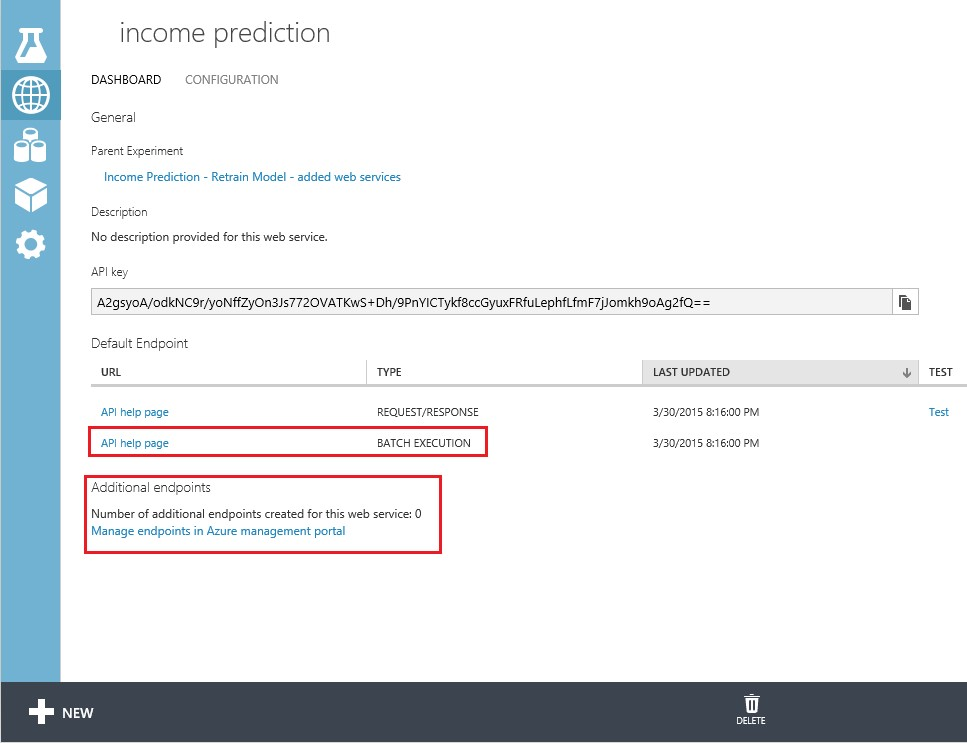 income prediction
DASHBOARD CONFIGURATION
General
Parent Experiment
Income Prediction - Retrain Model - added web services
Description
No description provided for this web service.
API key
A2gsyoA/odkNC9r/yoNffZyOn3Js772OVATKwS+Dh/9PnYICTykf8ccGyuxFRfuLephfLfmF7jJomkh9oAg2fQ==
Default Endpoint
URL TYPE LAST UPDATED TEST
API help page REQUEST/RESPONSE 3/30/2015 8:16:00 PM Test
API help page BATCH EXECUTION 3/30/2015 8:16:00 PM
Additional endpoints
Number of additional endpoints created for this web service: 0
Manage endpoints in Azure management portal
NEW DELETE